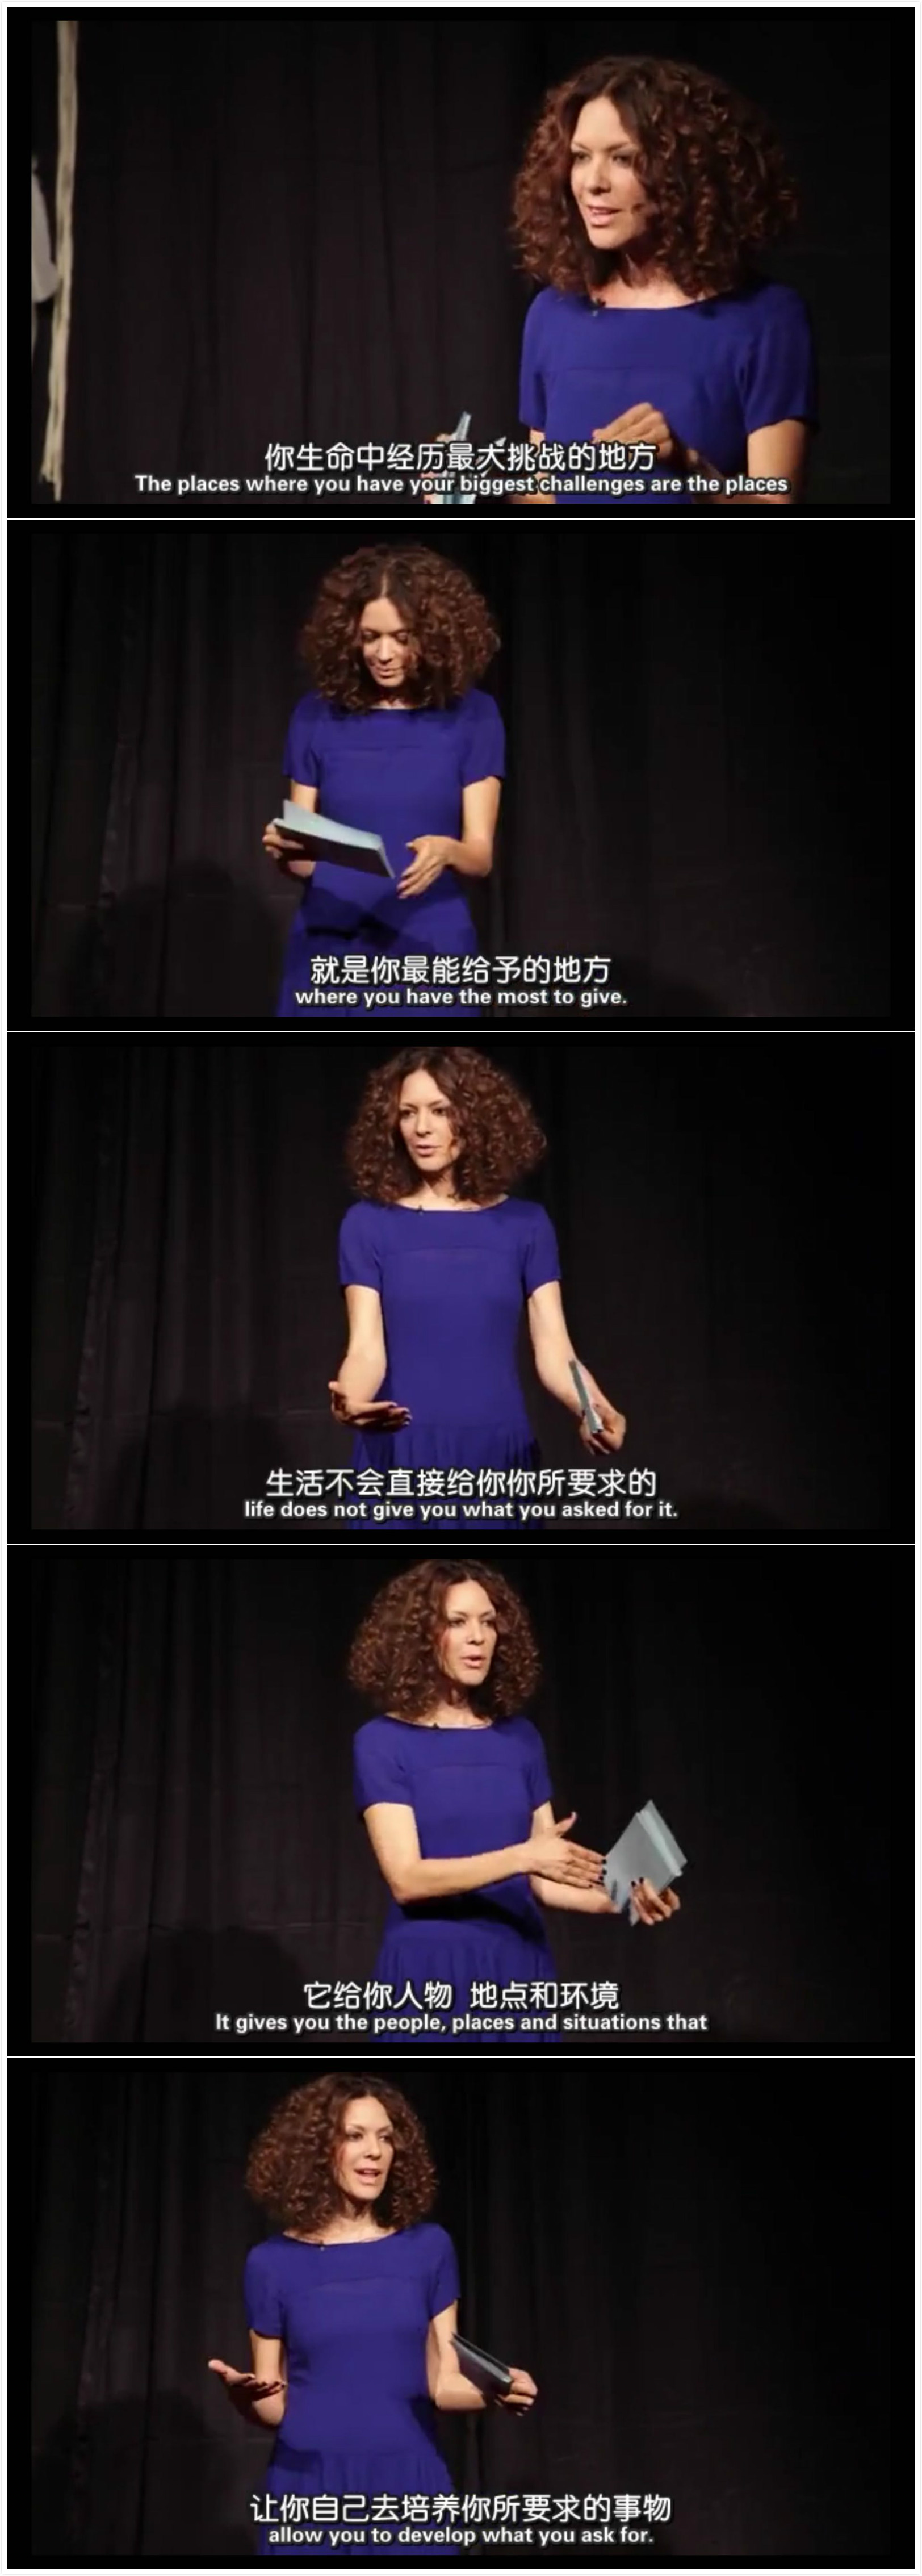 你生命中经历最大挑战的地方
The places where you have your biggest challenges are the places
就是你最能给予的地方
where you have the most to give.
生活不会直接给你你所要求的
life does not give you what you asked for it.
它给你人物 地点和环境
It gives you the people, places and situations that
让你自己去培养你所要求的事物
allow you to develop what you ask for.